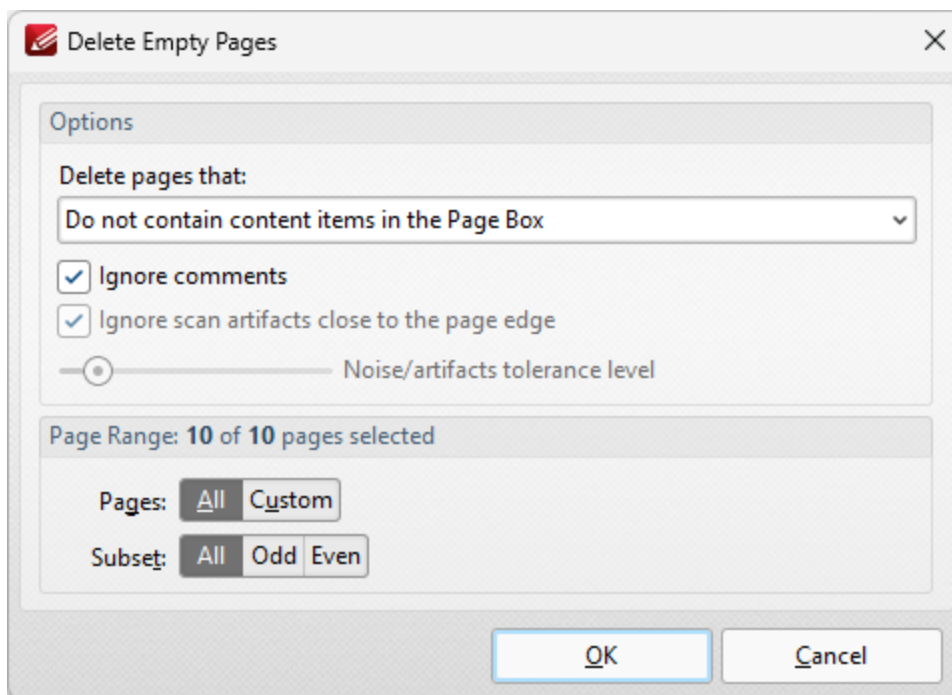 Delete Empty Pages
Options
Delete pages that:
Do not contain content items in the Page Box
Ignore comments
Ignore scan artifacts close to the page edge
Noise/artifacts tolerance level
Page Range: 10 of 10 pages selected
Pages: All Custom
Subset: All Odd Even
OK Cancel